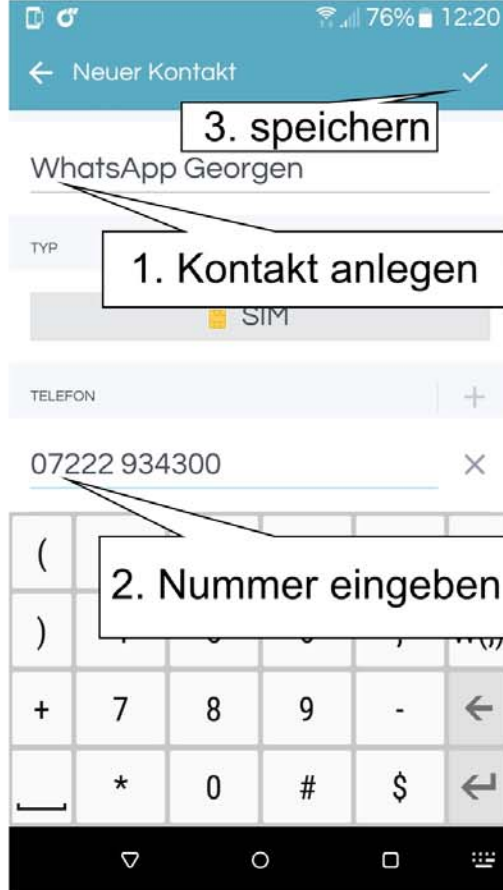 76% 12:20
Neuer Kontakt
3. speichern
WhatsApp Georgen
TYP
1. Kontakt anlegen
SIM
TELEFON +
07222 934300
(
2. Nummer eingeben
)
+ 7 8 9 -
* 0 # $